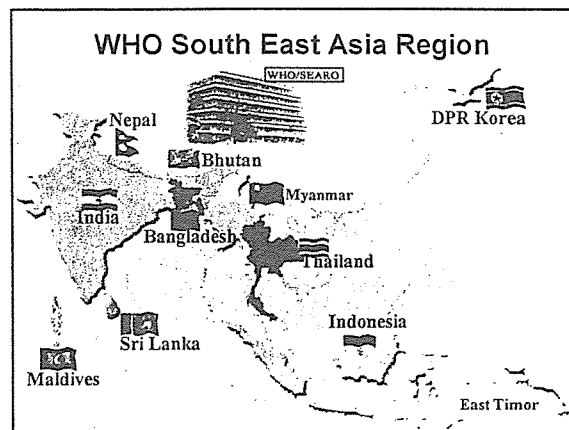 WHO South East Asia Region
WHO/SEARO
DPR Korea
Nepal
Bhutan
Myanmar
India
Bangladesh
Thailand
Indonesia
Sri Lanka
Maldives
East Timor